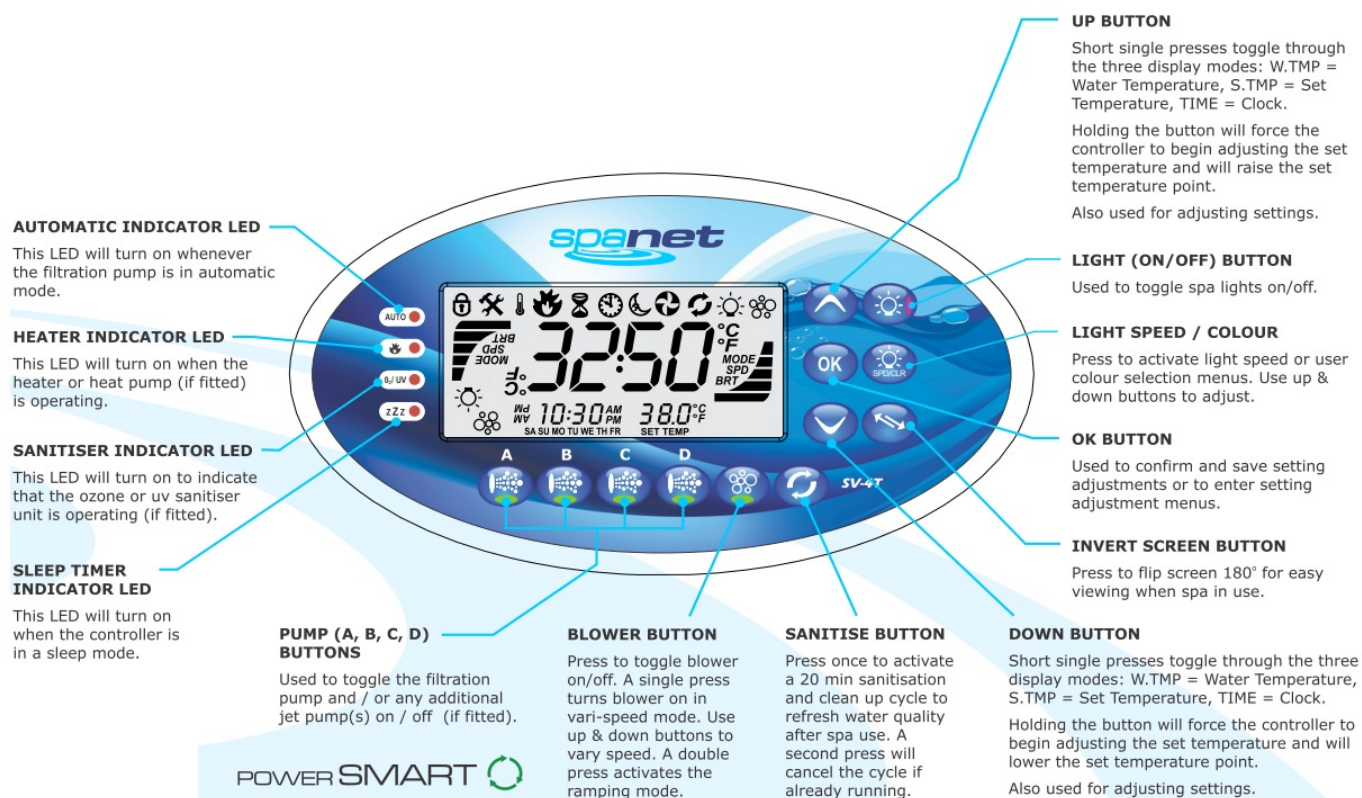 UP BUTTON
Short single presses toggle through
the three display modes: W.TMP =
Water Temperature, S.TMP = Set
Temperature, TIME = Clock.
Holding the button will force the
controller to begin adjusting the set
temperature and will raise the set
temperature point.
Also used for adjusting settings.
LIGHT (ON/OFF) BUTTON
Used to toggle spa lights on/off.
LIGHT SPEED / COLOUR
Press to activate light speed or user
colour selection menus. Use up &
down buttons to adjust.
OK BUTTON
Used to confirm and save setting
adjustments or to enter setting
adjustment menus.
INVERT SCREEN BUTTON
Press to flip screen 180° for easy
viewing when spa in use.
DOWN BUTTON
Short single presses toggle through the three
display modes: W.TMP = Water Temperature,
S.TMP = Set Temperature, TIME = Clock.
Holding the button will force the controller to
begin adjusting the set temperature and will
lower the set temperature point.
Also used for adjusting settings.
AUTOMATIC INDICATOR LED
This LED will turn on whenever
the filtration pump is in automatic
mode.
HEATER INDICATOR LED
This LED will turn on when the
heater or heat pump (if fitted)
is operating.
SANITISER INDICATOR LED
This LED will turn on to indicate
that the ozone or uv sanitiser
unit is operating (if fitted).
SLEEP TIMER
INDICATOR LED
This LED will turn on
when the controller is
in a sleep mode.
PUMP (A, B, C, D)
BUTTONS
Used to toggle the filtration
pump and / or any additional
jet pump(s) on / off (if fitted).
BLOWER BUTTON
Press to toggle blower
on/off. A single press
turns blower on in
vari-speed mode. Use
up & down buttons to
vary speed. A double
press activates the
ramping mode.
SANITISE BUTTON
Press once to activate
a 20 min sanitisation
and clean up cycle to
refresh water quality
after spa use. A
second press will
cancel the cycle if
already running.
spanet
AUTO
O₃/ UV
zZz
BRT
SPD
MODE
32:50
°C
°F
°C
°F
MODE
SPD
BRT
PM
AM
10:30 AM
PM
38.0 °C
°F
SA SU MO TU WE TH FR
SET TEMP
OK
SPD/CLR
A B C D
SV-4T
POWER SMART